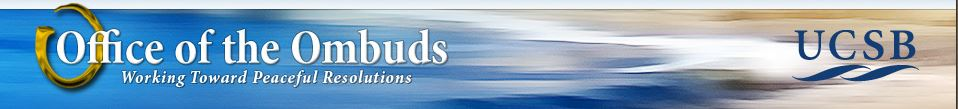 Office of the Ombuds
Working Toward Peaceful Resolutions
UCSB